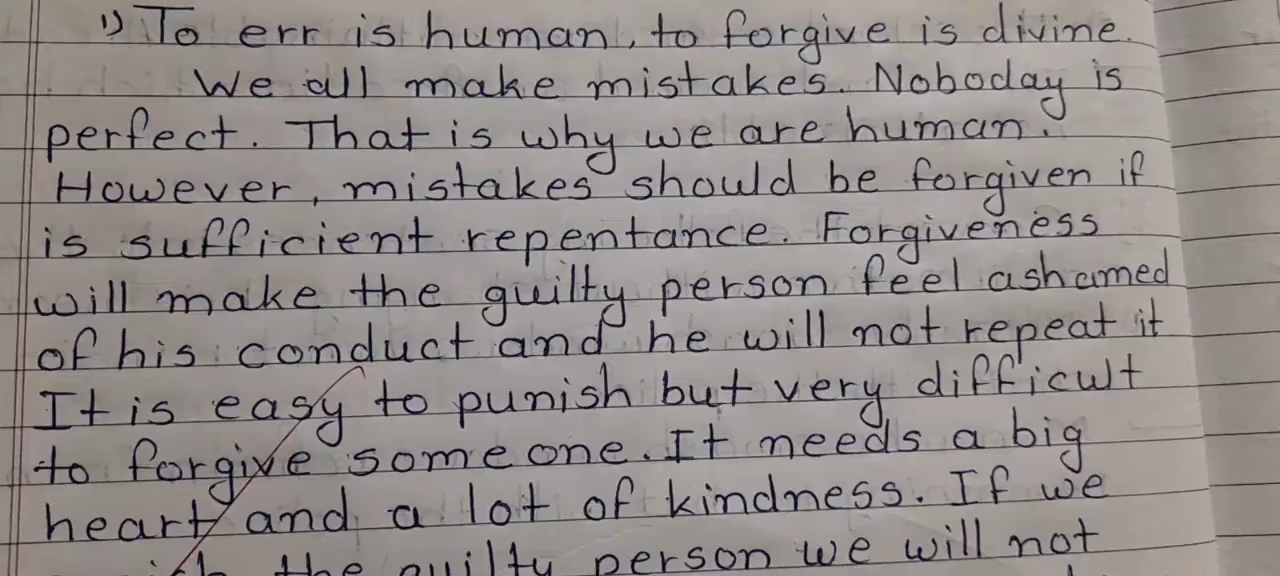 1) To err is human, to forgive is divine.
We all make mistakes. Noboday is
perfect. That is why we are human.
However, mistakes should be forgiven if
is sufficient repentance. Forgiveness
will make the guilty person feel ashamed
of his conduct and he will not repeat it
It is easy to punish but very difficult
to forgive someone. It needs a big
heart and a lot of kindness. If we
the guilty person we will not